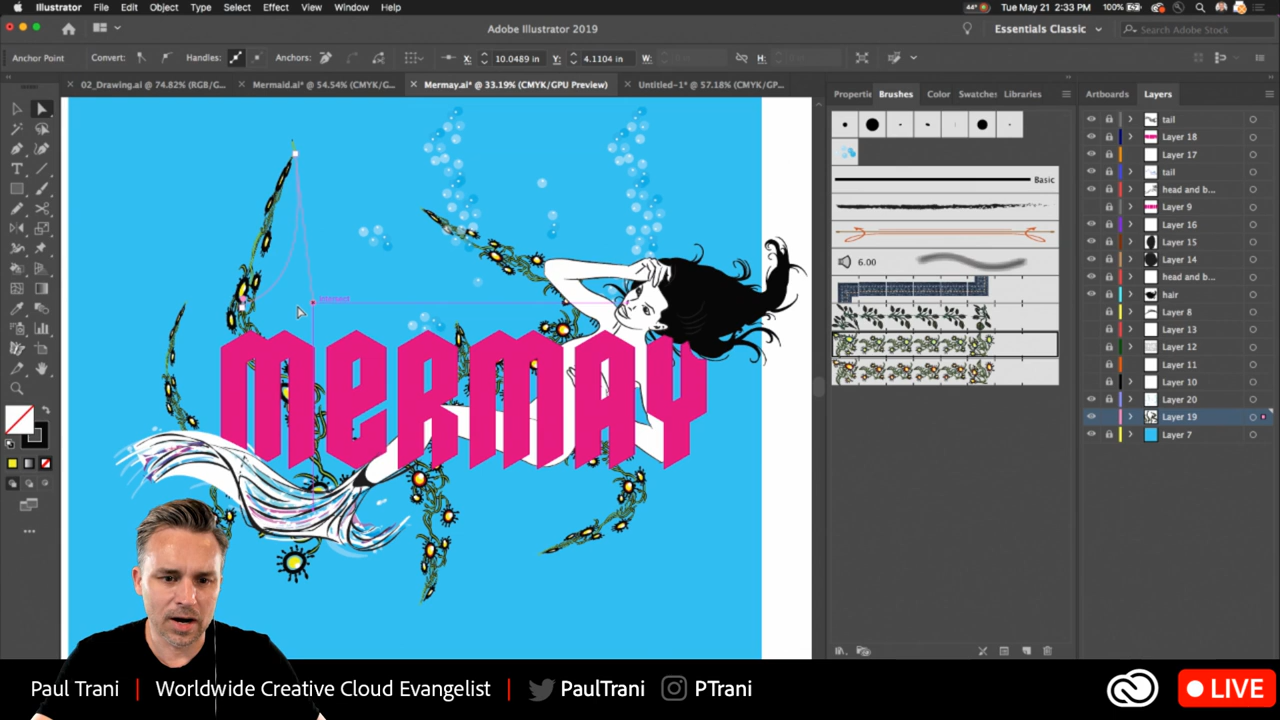 Illustrator File Edit Object Type Select Effect View Window Help
44° Tue May 21 2:33 PM 100%
Adobe Illustrator 2019
Essentials Classic
Search Adobe Stock
Anchor Point Convert: Handles: Anchors: X: 10.0489 in Y: 4.1104 in W: H:
02_Drawing.ai @ 74.82% (RGB/G...
Mermaid.ai* @ 54.54% (CMYK/G...
Mermay.ai* @ 33.19% (CMYK/GPU Preview)
Untitled-1* @ 57.18% (CMYK/GP...
Properti Brushes Color Swatches Libraries
Artboards Layers
Basic
6.00
tail
Layer 18
Layer 17
tail
head and b...
Layer 9
Layer 16
Layer 15
Layer 14
head and b...
hair
Layer 8
Layer 13
Layer 12
Layer 11
Layer 10
Layer 20
Layer 19
Layer 7
intersect
MERMAY
Paul Trani | Worldwide Creative Cloud Evangelist | PaulTrani PTrani
LIVE